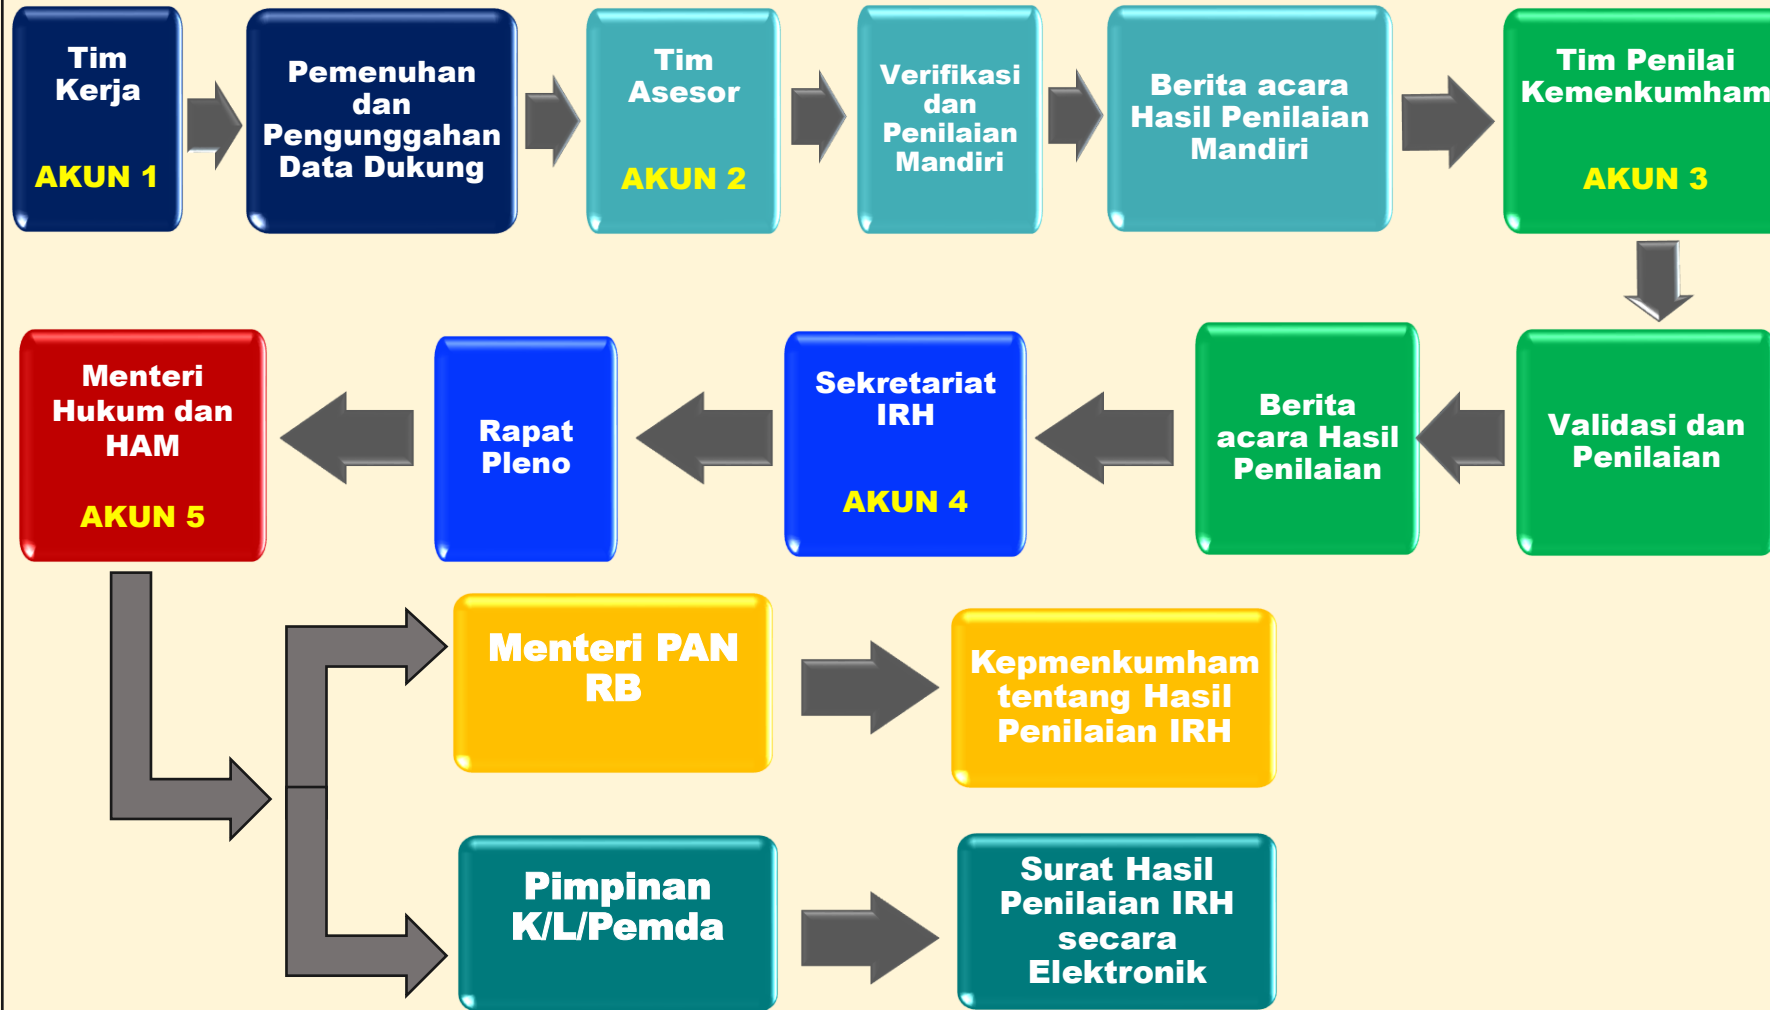 Tim
Kerja
AKUN 1
Pemenuhan
dan
Pengunggahan
Data Dukung
Tim
Asesor
AKUN 2
Verifikasi
dan
Penilaian
Mandiri
Berita acara
Hasil Penilaian
Mandiri
Tim Penilai
Kemenkumham
AKUN 3
Menteri
Hukum dan
HAM
AKUN 5
Rapat
Pleno
Sekretariat
IRH
AKUN 4
Berita
acara Hasil
Penilaian
Validasi dan
Penilaian
Menteri PAN
RB
Kepmenkumham
tentang Hasil
Penilaian IRH
Pimpinan
K/L/Pemda
Surat Hasil
Penilaian IRH
secara
Elektronik